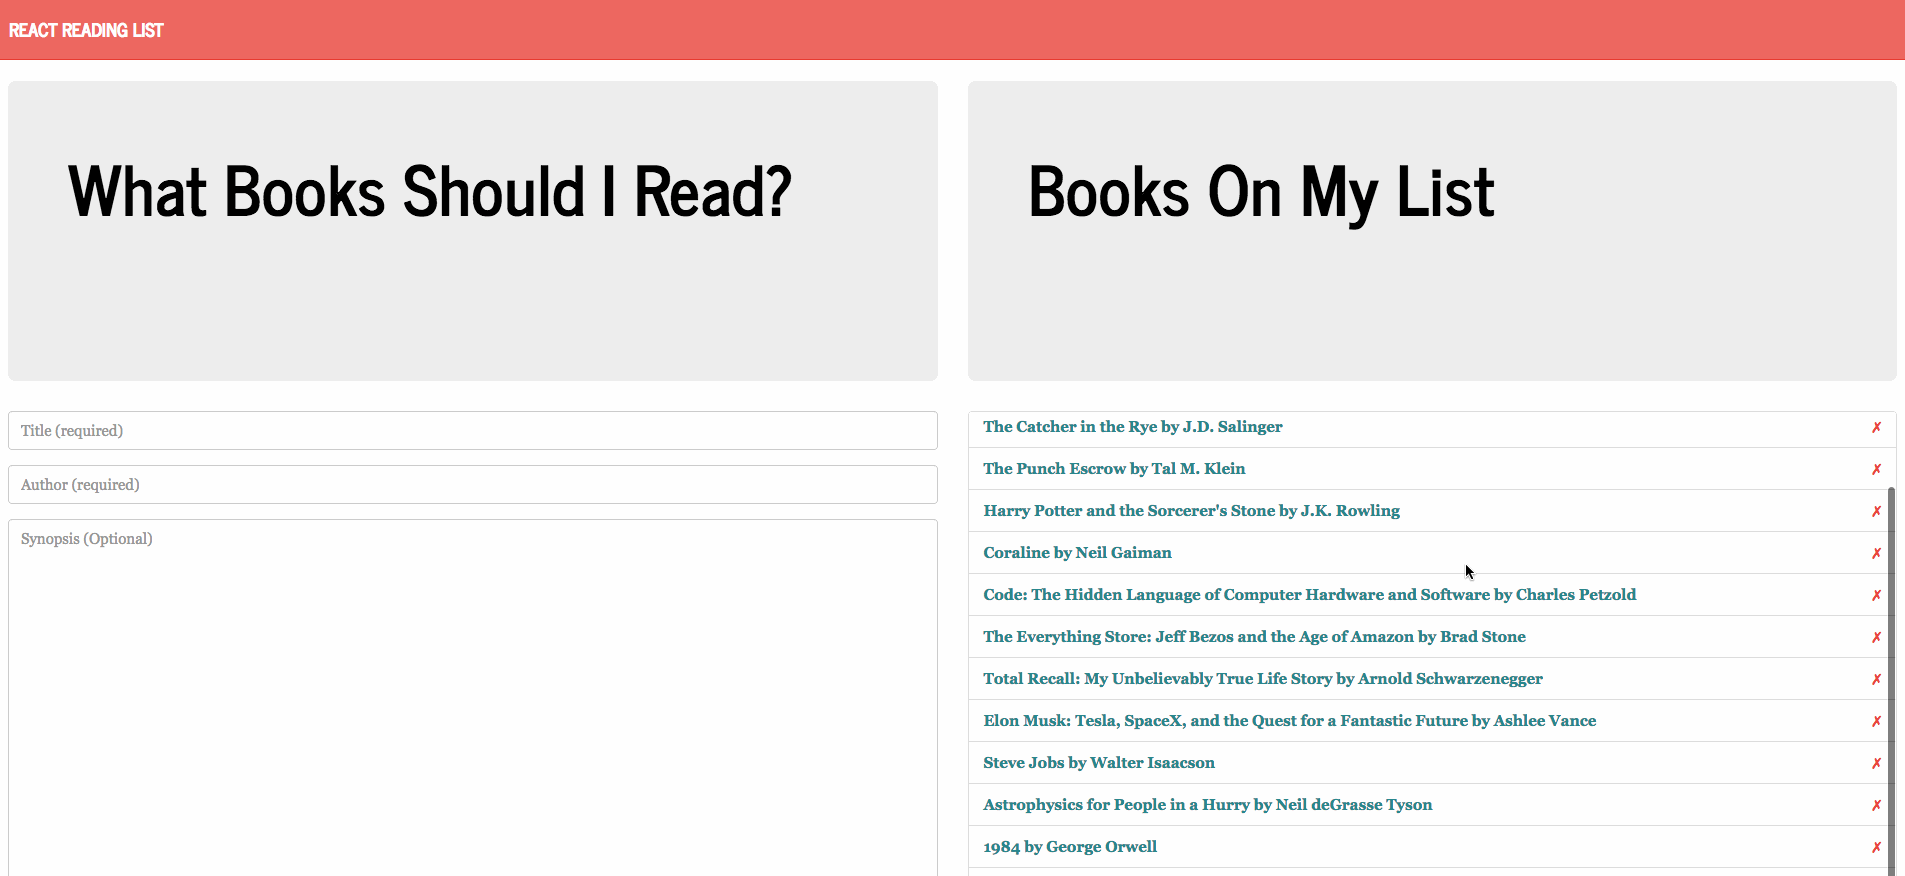 REACT READING LIST
What Books Should I Read?
Title (required)
Author (required)
Synopsis (Optional)
Books On My List
The Catcher in the Rye by J.D. Salinger ✗
The Punch Escrow by Tal M. Klein ✗
Harry Potter and the Sorcerer's Stone by J.K. Rowling ✗
Coraline by Neil Gaiman ✗
Code: The Hidden Language of Computer Hardware and Software by Charles Petzold ✗
The Everything Store: Jeff Bezos and the Age of Amazon by Brad Stone ✗
Total Recall: My Unbelievably True Life Story by Arnold Schwarzenegger ✗
Elon Musk: Tesla, SpaceX, and the Quest for a Fantastic Future by Ashlee Vance ✗
Steve Jobs by Walter Isaacson ✗
Astrophysics for People in a Hurry by Neil deGrasse Tyson ✗
1984 by George Orwell ✗